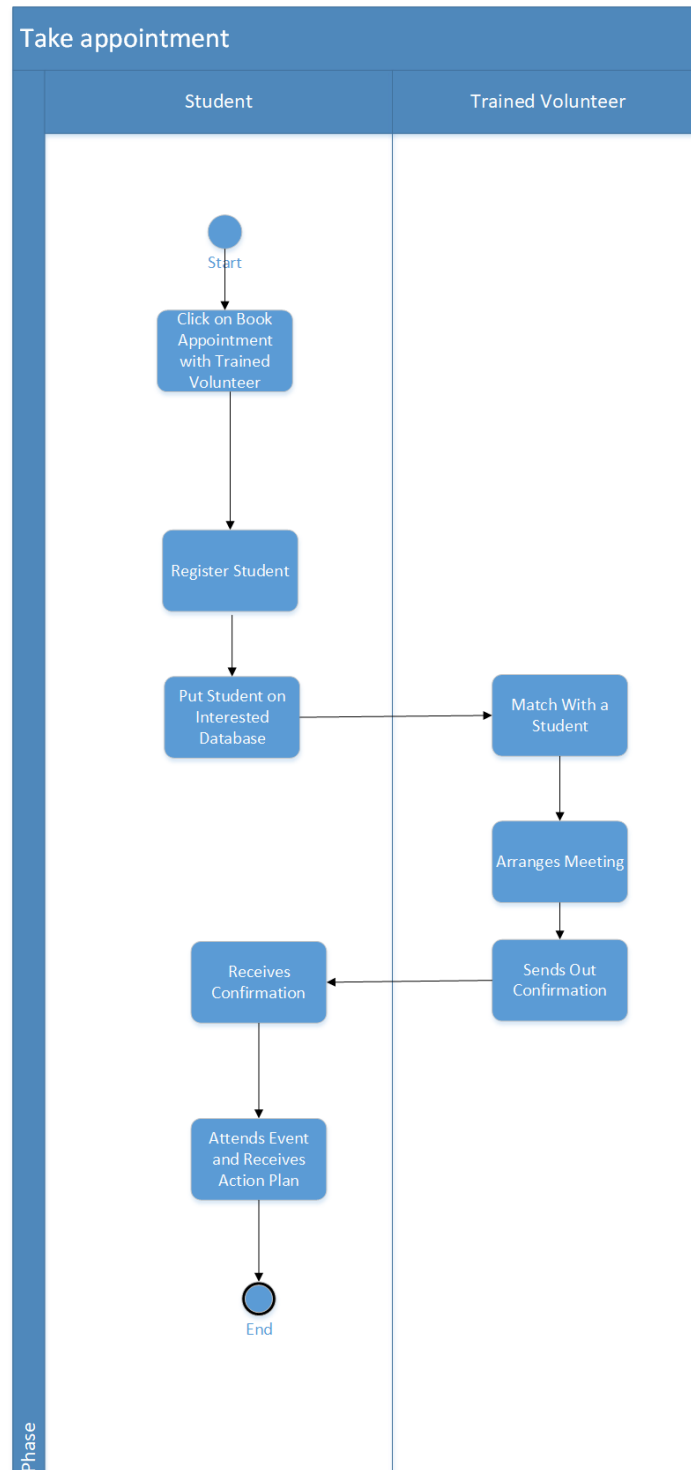 Take appointment
Student
Trained Volunteer
Start
Click on Book
Appointment
with Trained
Volunteer
Register Student
Put Student on
Interested
Database
Match With a
Student
Arranges Meeting
Sends Out
Confirmation
Receives
Confirmation
Attends Event
and Receives
Action Plan
End
Phase